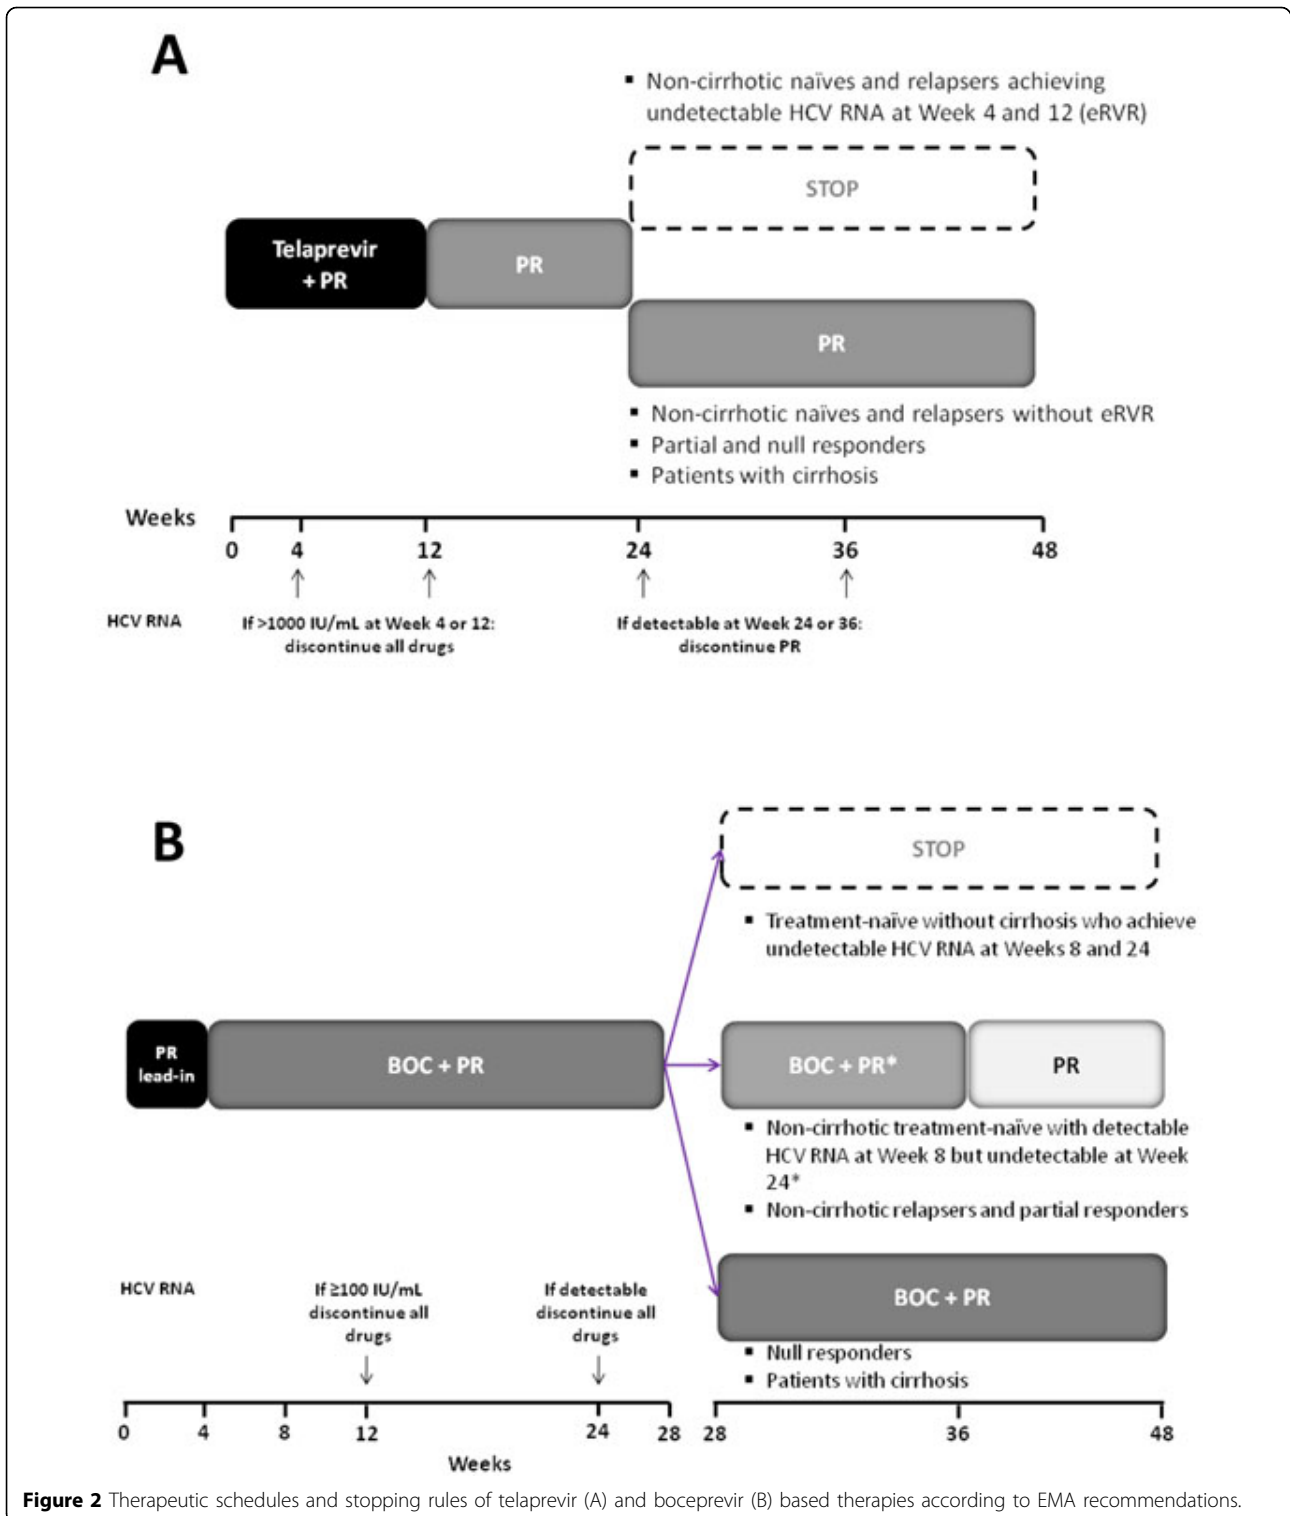 A
▪ Non-cirrhotic naïves and relapsers achieving
undetectable HCV RNA at Week 4 and 12 (eRVR)
STOP
Telaprevir
+ PR
PR
PR
▪ Non-cirrhotic naïves and relapsers without eRVR
▪ Partial and null responders
▪ Patients with cirrhosis
Weeks
0 4 12 24 36 48
HCV RNA
If >1000 IU/mL at Week 4 or 12:
discontinue all drugs
If detectable at Week 24 or 36:
discontinue PR
B
STOP
▪ Treatment-naïve without cirrhosis who achieve
undetectable HCV RNA at Weeks 8 and 24
PR
lead-in
BOC + PR
BOC + PR*
PR
▪ Non-cirrhotic treatment-naïve with detectable
HCV RNA at Week 8 but undetectable at Week
24*
▪ Non-cirrhotic relapsers and partial responders
BOC + PR
▪ Null responders
▪ Patients with cirrhosis
HCV RNA
If ≥100 IU/mL
discontinue all
drugs
If detectable
discontinue all
drugs
0 4 8 12 24 28 28 36 48
Weeks
Figure 2 Therapeutic schedules and stopping rules of telaprevir (A) and boceprevir (B) based therapies according to EMA recommendations.